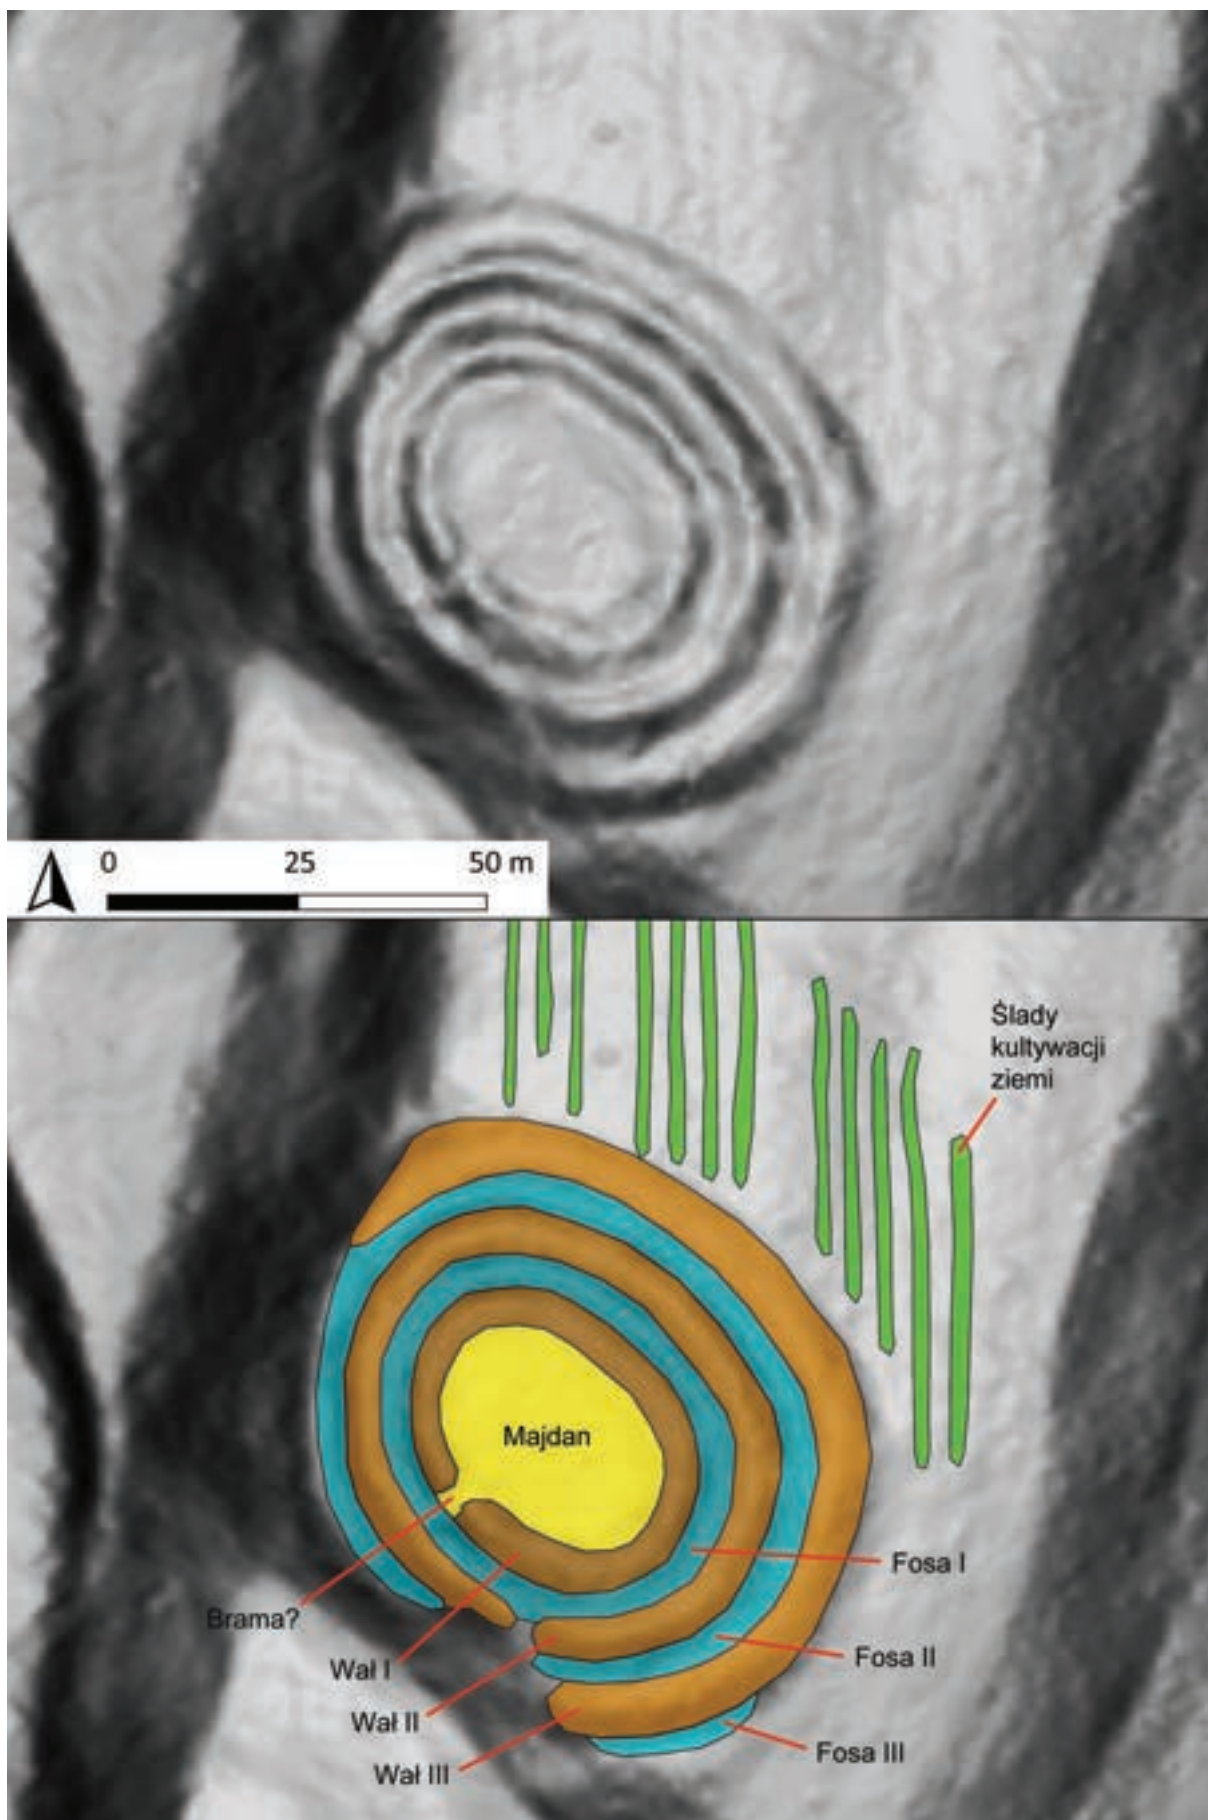 0 25 50 m
Ślady
kultywacji
ziemi
Majdan
Fosa I
Brama?
Fosa II
Wał I
Wał II
Fosa III
Wał III